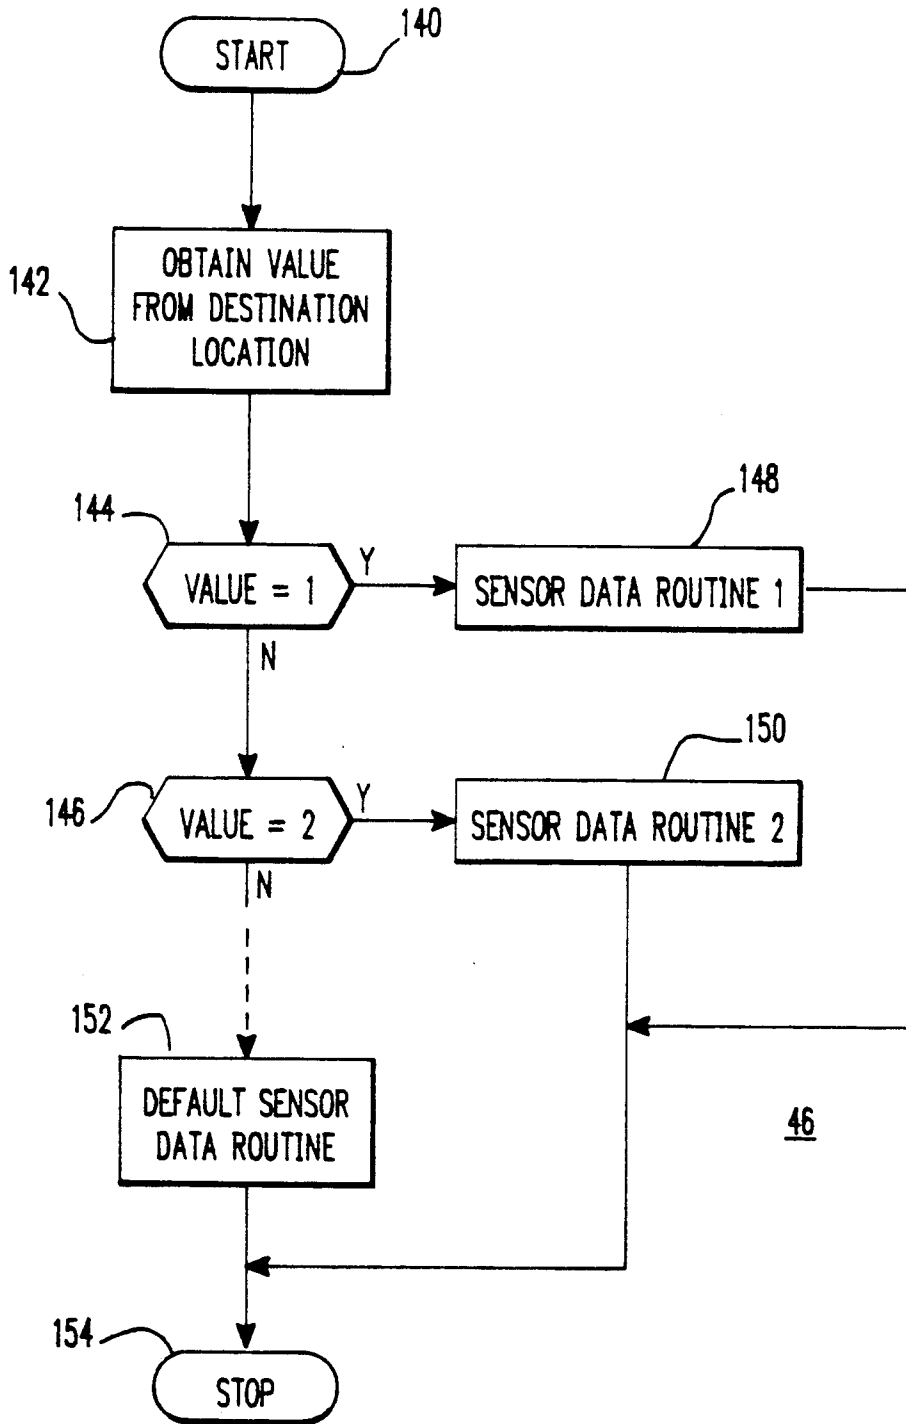 START
140
142
OBTAIN VALUE
FROM DESTINATION
LOCATION
144
VALUE = 1
Y
N
148
SENSOR DATA ROUTINE 1
146
VALUE = 2
Y
N
150
SENSOR DATA ROUTINE 2
152
DEFAULT SENSOR
DATA ROUTINE
46
154
STOP